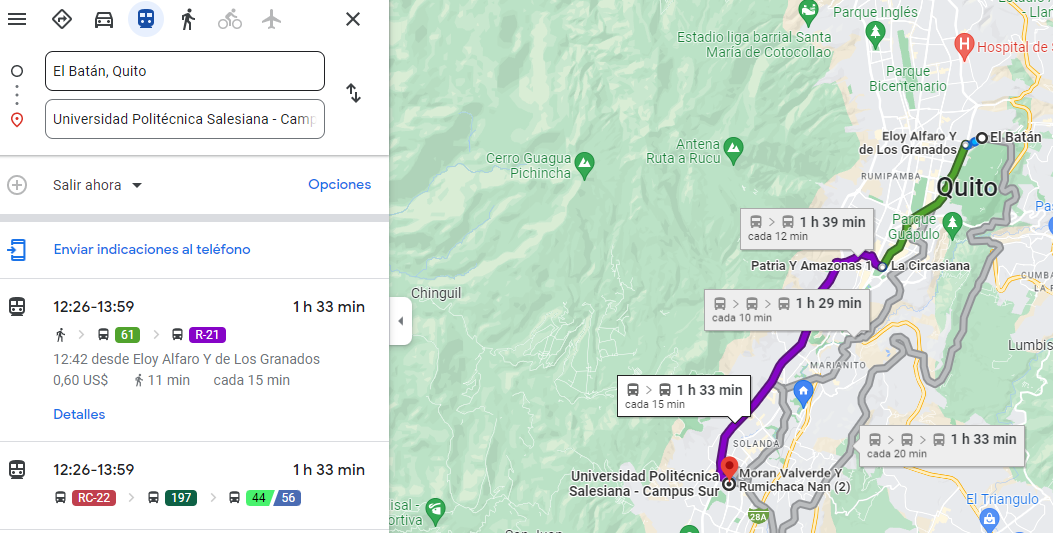 El Batán, Quito
Universidad Politécnica Salesiana - Camp
Salir ahora
Opciones
Enviar indicaciones al teléfono
12:26-13:59
1 h 33 min
61
R-21
12:42 desde Eloy Alfaro Y de Los Granados
0,60 US$
11 min
cada 15 min
Detalles
12:26-13:59
1 h 33 min
RC-22
197
44
56
Parque Inglés
Estadio liga barrial Santa
María de Cotocollao
Hospital de S
Parque
Bicentenario
Antena
Ruta a Rucu
Cerro Guagua
Pichincha
Eloy Alfaro Y
de Los Granados
El Batán
RUMIPAMBA
Quito
Parque
Guápulo
1 h 39 min
cada 12 min
Patria Y Amazonas 1
La Circasiana
Chinguil
1 h 29 min
cada 10 min
Lumbis
MARIANITO
1 h 33 min
cada 15 min
SOLANDA
1 h 33 min
cada 20 min
Universidad Politécnica
Salesiana - Campus Sur
Moran Valverde Y
Rumichaca Nan (2)
El Triangulo
28A